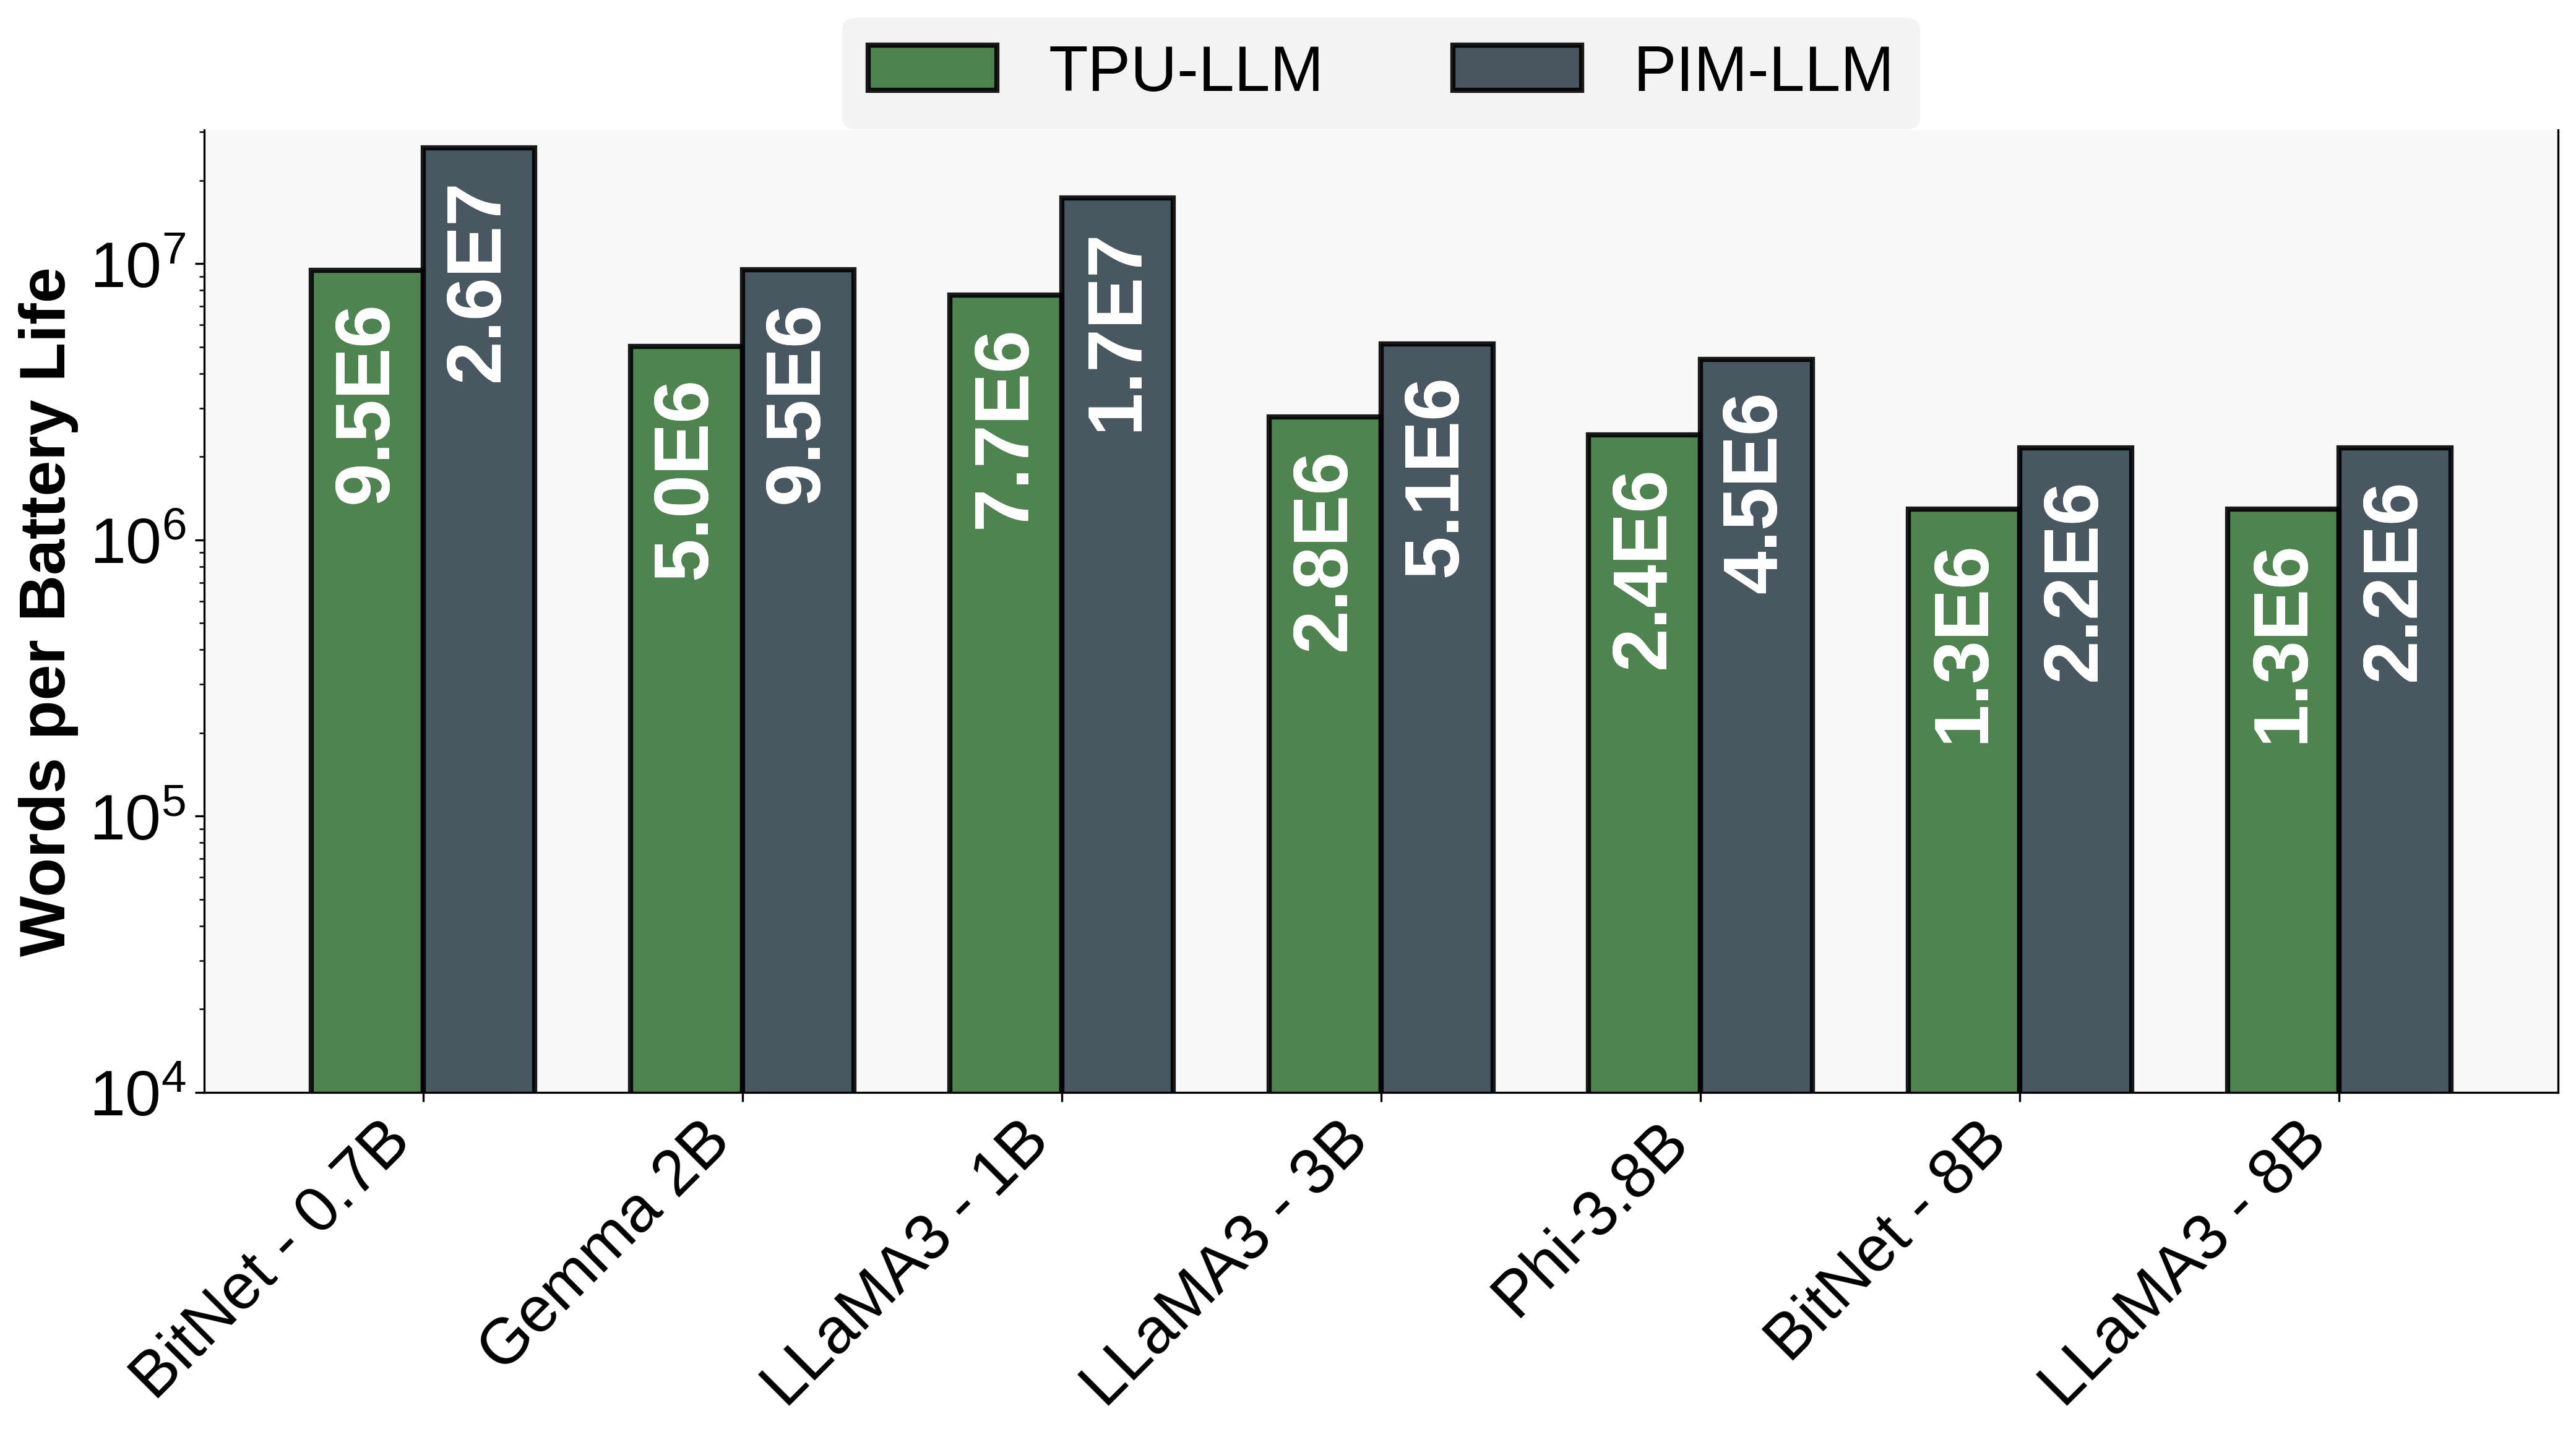 TPU-LLM PIM-LLM
Words per Battery Life
10^7
10^6
10^5
10^4
9.5E6
2.6E7
5.0E6
9.5E6
7.7E6
1.7E7
2.8E6
5.1E6
2.4E6
4.5E6
1.3E6
2.2E6
1.3E6
2.2E6
BitNet - 0.7B
Gemma 2B
LLaMA3 - 1B
LLaMA3 - 3B
Phi-3.8B
BitNet - 8B
LLaMA3 - 8B